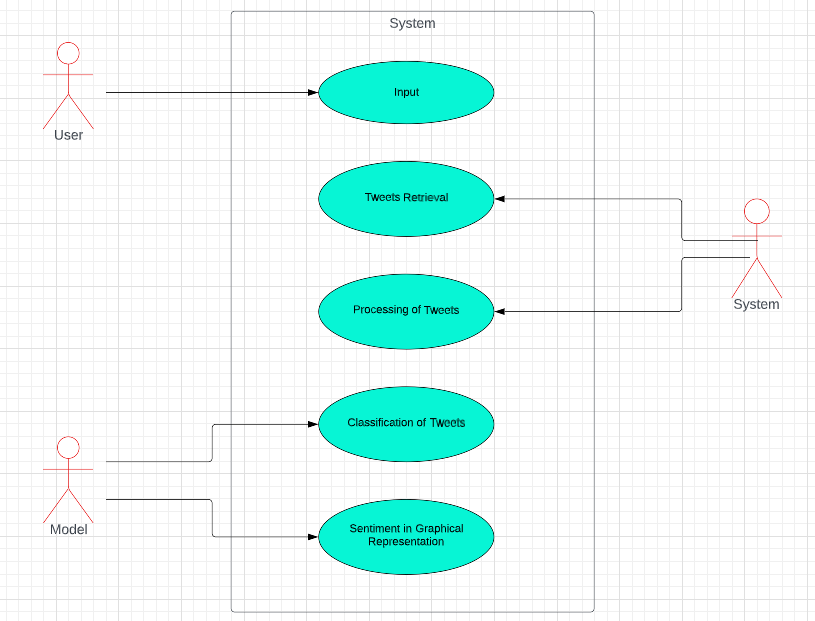 System
Input
User
Tweets Retrieval
System
Processing of Tweets
Classification of Tweets
Model
Sentiment in Graphical
Representation